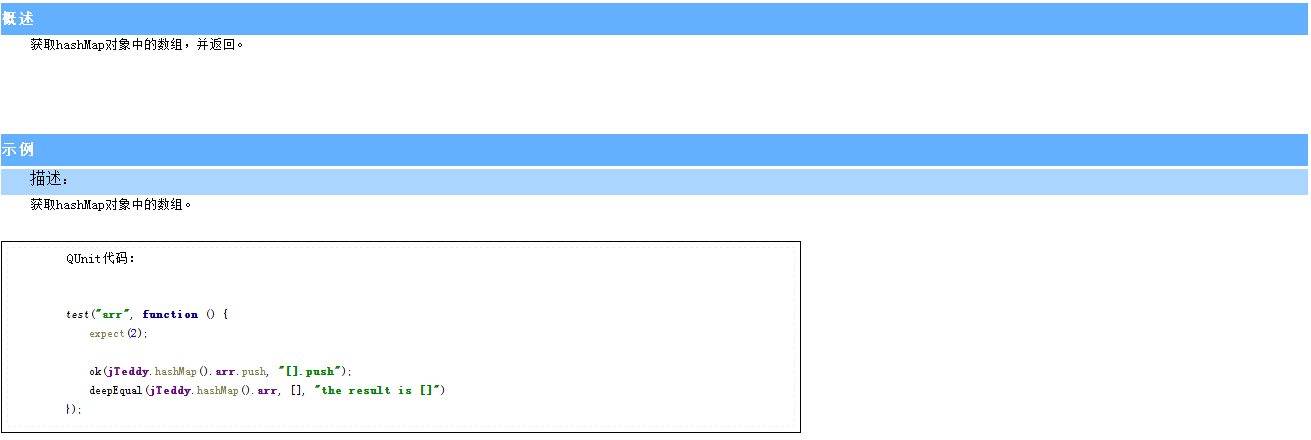 概述
获取hashMap对象中的数组，并返回。
示例
描述：
获取hashMap对象中的数组。
QUnit代码：
test("arr", function () {
expect(2);
ok(jTeddy.hashMap().arr.push, "[].push");
deepEqual(jTeddy.hashMap().arr, [], "the result is []")
});